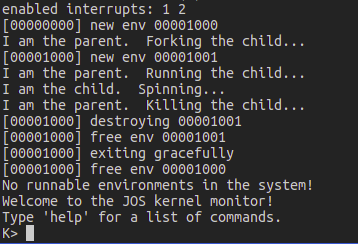 enabled interrupts: 1 2
[00000000] new env 00001000
I am the parent.  Forking the child...
[00001000] new env 00001001
I am the parent.  Running the child...
I am the child.  Spinning...
I am the parent.  Killing the child...
[00001000] destroying 00001001
[00001000] free env 00001001
[00001000] exiting gracefully
[00001000] free env 00001000
No runnable environments in the system!
Welcome to the JOS kernel monitor!
Type 'help' for a list of commands.
K>